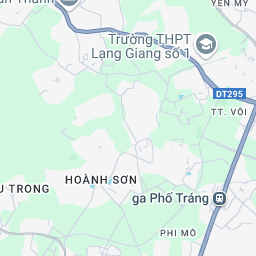 YÊN MỸ
Trường THPT
Lạng Giang số 1
DT295
TT. VÔI
HOÀNH SƠN
TRONG
ga Phố Tráng
PHI MÔ